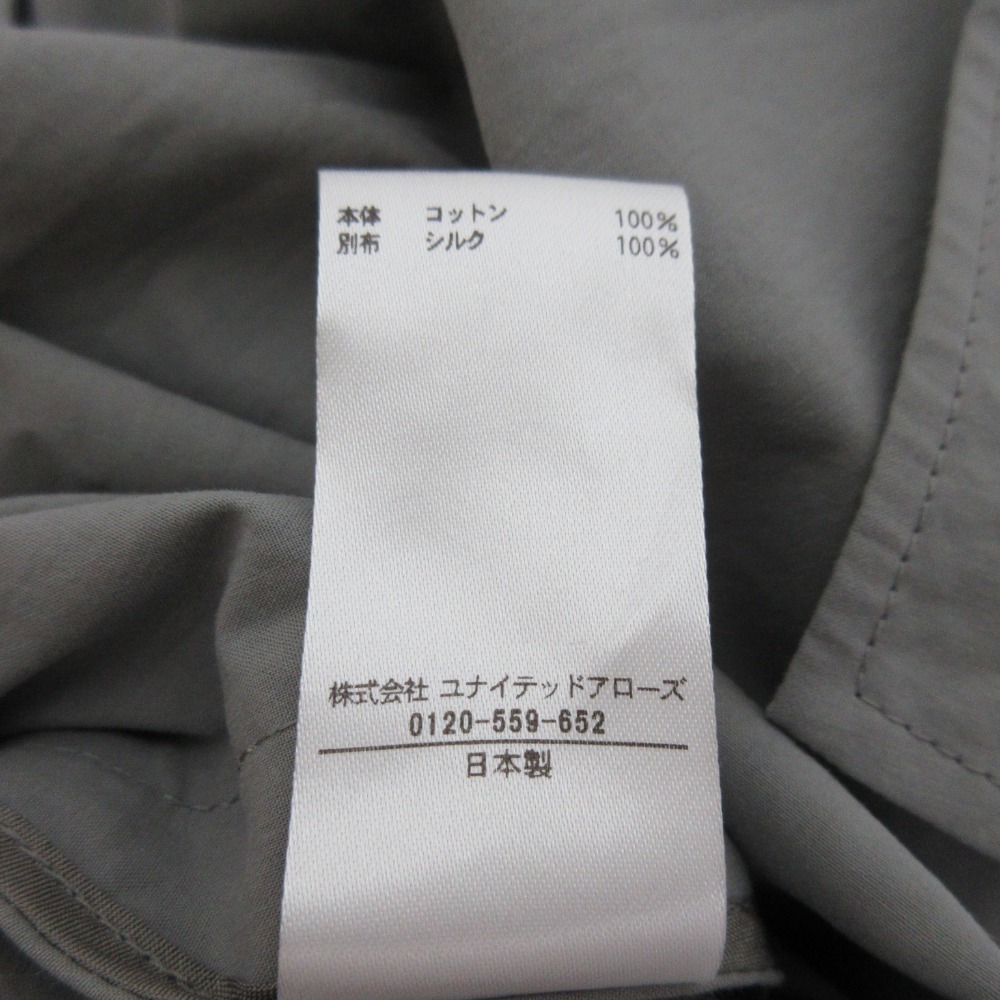 本体 コットン 100%
別布 シルク 100%
株式会社 ユナイテッドアローズ
0120-559-652
日本製